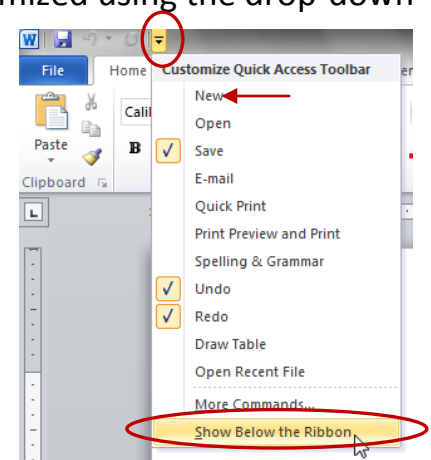 mized using the drop-down
W
File Home Customize Quick Access Toolbar er
New
Calil
Open
Paste B Save
E-mail
Clipboard Quick Print
L Print Preview and Print
Spelling & Grammar
Undo
Redo
Draw Table
Open Recent File
More Commands...
Show Below the Ribbon